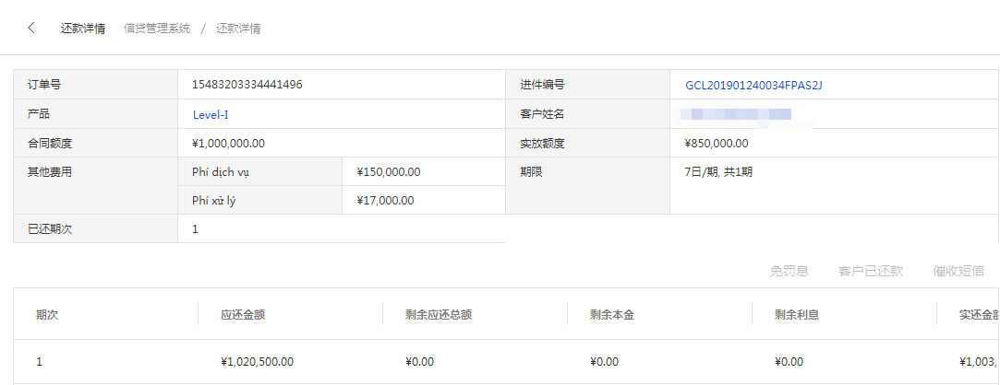 还款详情 信贷管理系统 / 还款详情
订单号 15483203334441496 进件编号 GCL201901240034FPAS2J
产品 Level-I 客户姓名
合同额度 ¥1,000,000.00 实放额度 ¥850,000.00
其他费用 Phí dịch vụ ¥150,000.00 期限 7日/期, 共1期
Phí xử lý ¥17,000.00
已还期次 1
免罚息 客户已还款 催收短信
期次 应还金额 剩余应还总额 剩余本金 剩余利息 实还金额
1 ¥1,020,500.00 ¥0.00 ¥0.00 ¥0.00 ¥1,003,